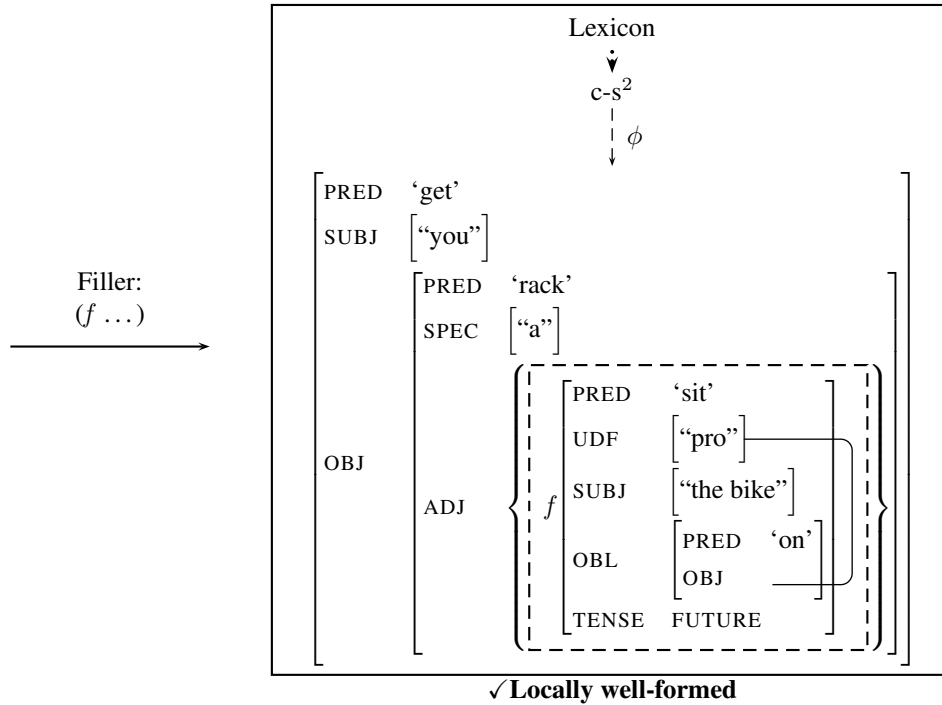 Lexicon
c-s²
ϕ
PRED ‘get’
SUBJ [“you”]
Filler:
(f …)
OBJ
PRED ‘rack’
SPEC [“a”]
ADJ
f
PRED ‘sit’
UDF [“pro”]
SUBJ [“the bike”]
OBL
PRED ‘on’
OBJ
TENSE FUTURE
✓Locally well-formed